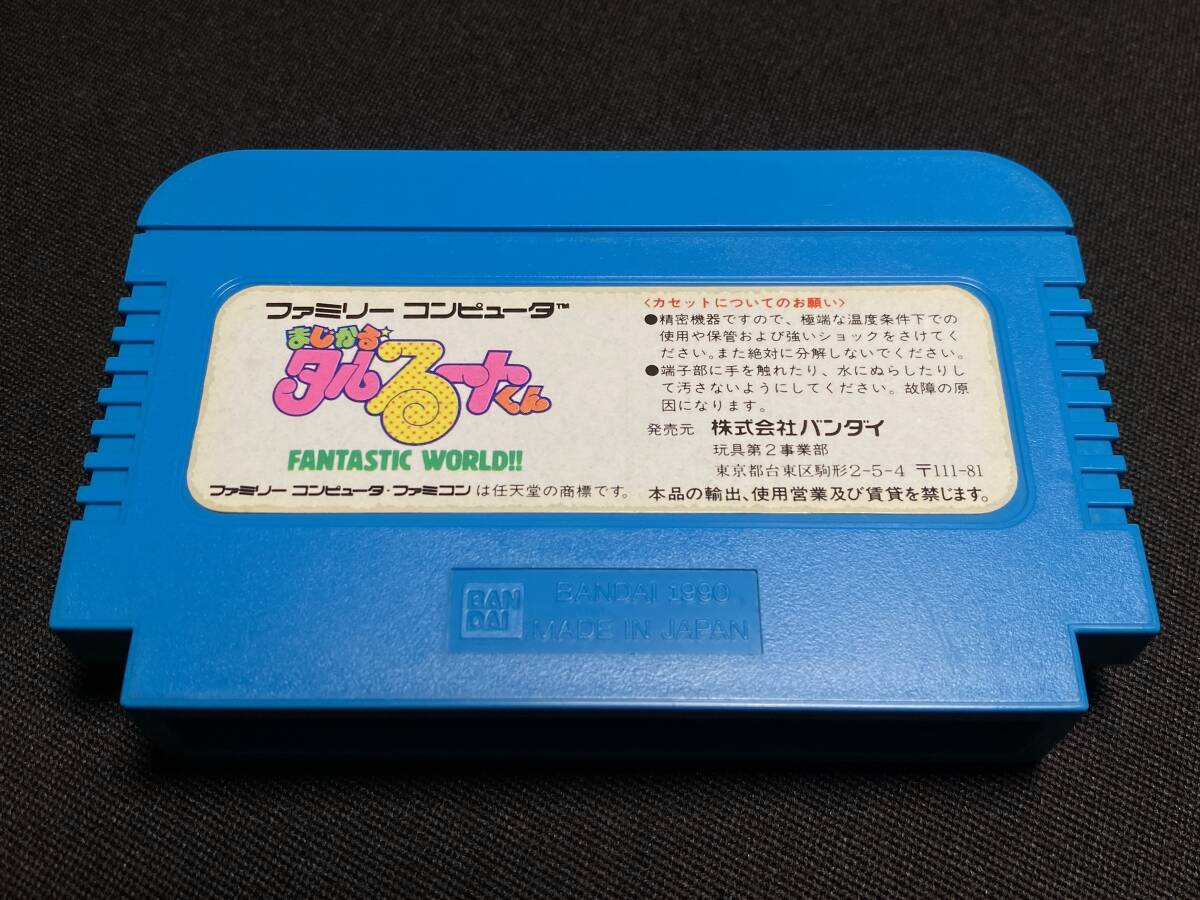 ファミリー コンピュータ™
まじかる
タルるートくん
FANTASTIC WORLD!!
ファミリー コンピュータ・ファミコン は任天堂の商標です。
〈カセットについてのお願い〉
●精密機器ですので、極端な温度条件下での
使用や保管および強いショックをさけてく
ださい。また絶対に分解しないでください。
●端子部に手を触れたり、水にぬらしたりし
て汚さないようにしてください。故障の原
因になります。
発売元 株式会社バンダイ
玩具第2事業部
東京都台東区駒形2-5-4 〒111-81
本品の輸出、使用営業及び賃貸を禁じます。
BAN
DAI
BANDAI 1990
MADE IN JAPAN